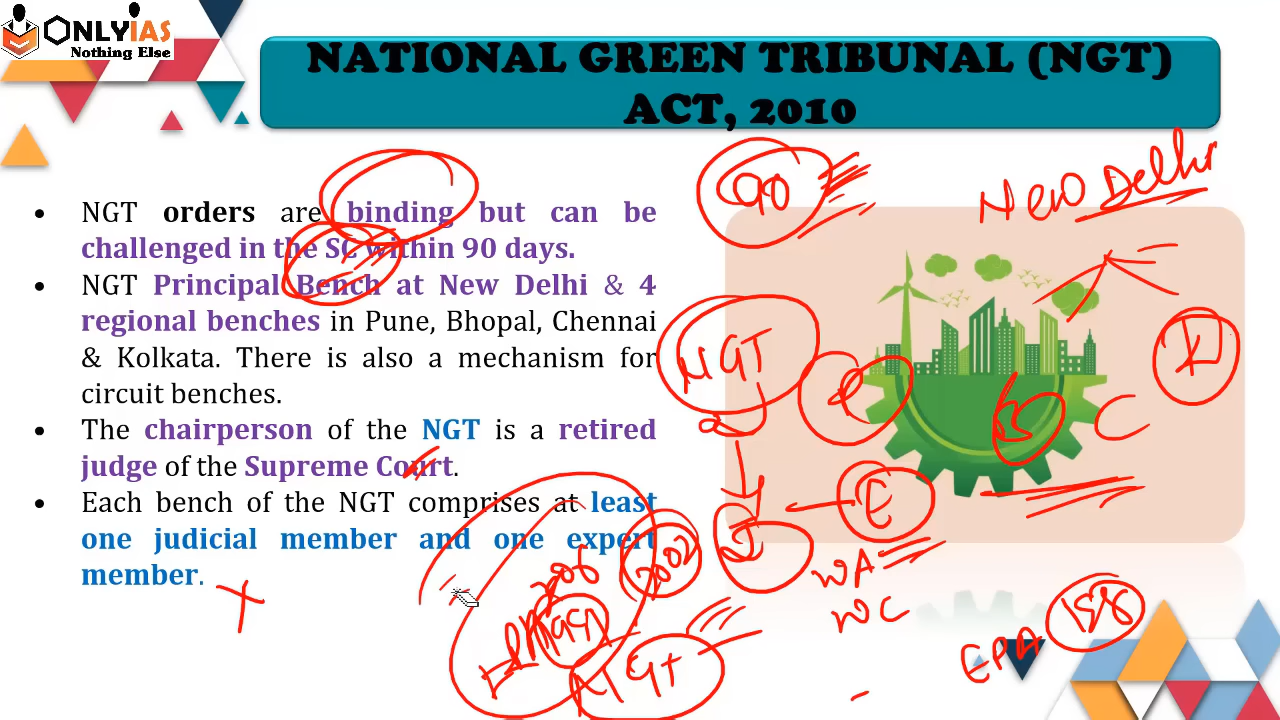 ONLYIAS
Nothing Else
NATIONAL GREEN TRIBUNAL (NGT)
ACT, 2010
• NGT orders are binding but can be
challenged in the SC within 90 days.
• NGT Principal Bench at New Delhi & 4
regional benches in Pune, Bhopal, Chennai
& Kolkata. There is also a mechanism for
circuit benches.
• The chairperson of the NGT is a retired
judge of the Supreme Court.
• Each bench of the NGT comprises at least
one judicial member and one expert
member.
90
New Delhi
NGT
P
B
C
K
E
WA
WC
2002
NGT
EPA